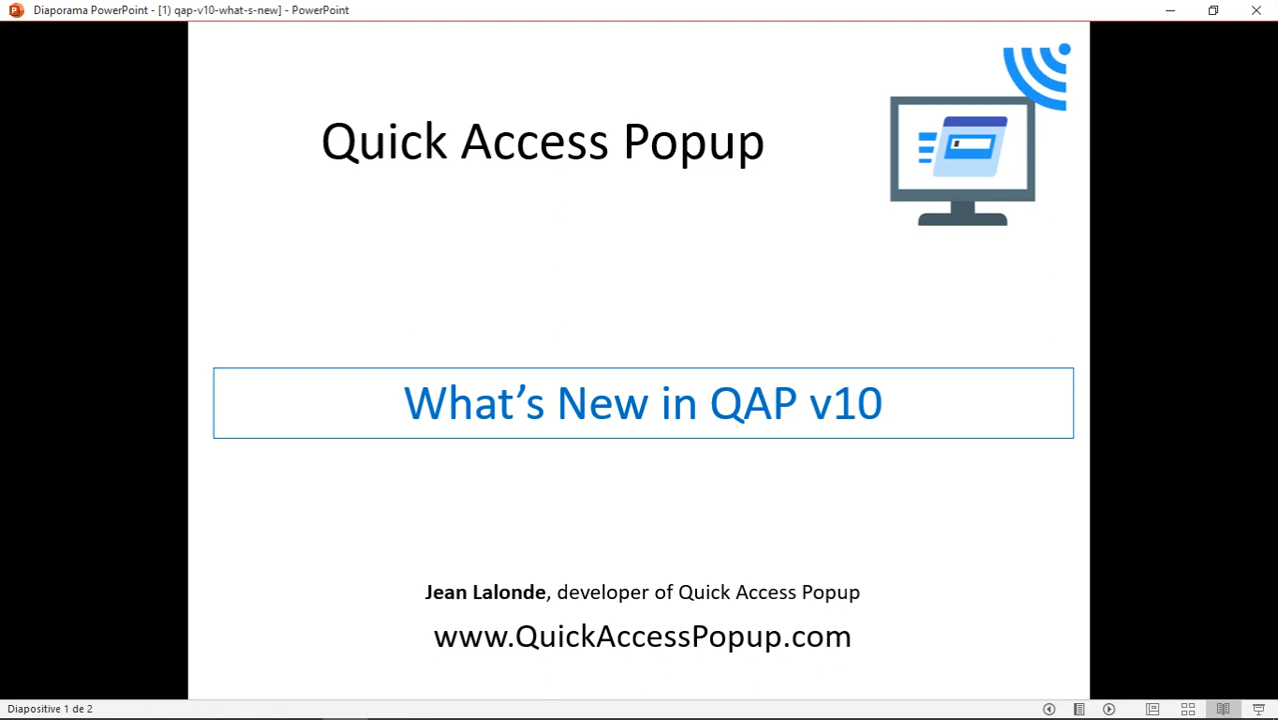 Diaporama PowerPoint - [1) qap-v10-what-s-new] - PowerPoint
Quick Access Popup
What's New in QAP v10
Jean Lalonde, developer of Quick Access Popup
www.QuickAccessPopup.com
Diapositive 1 de 2